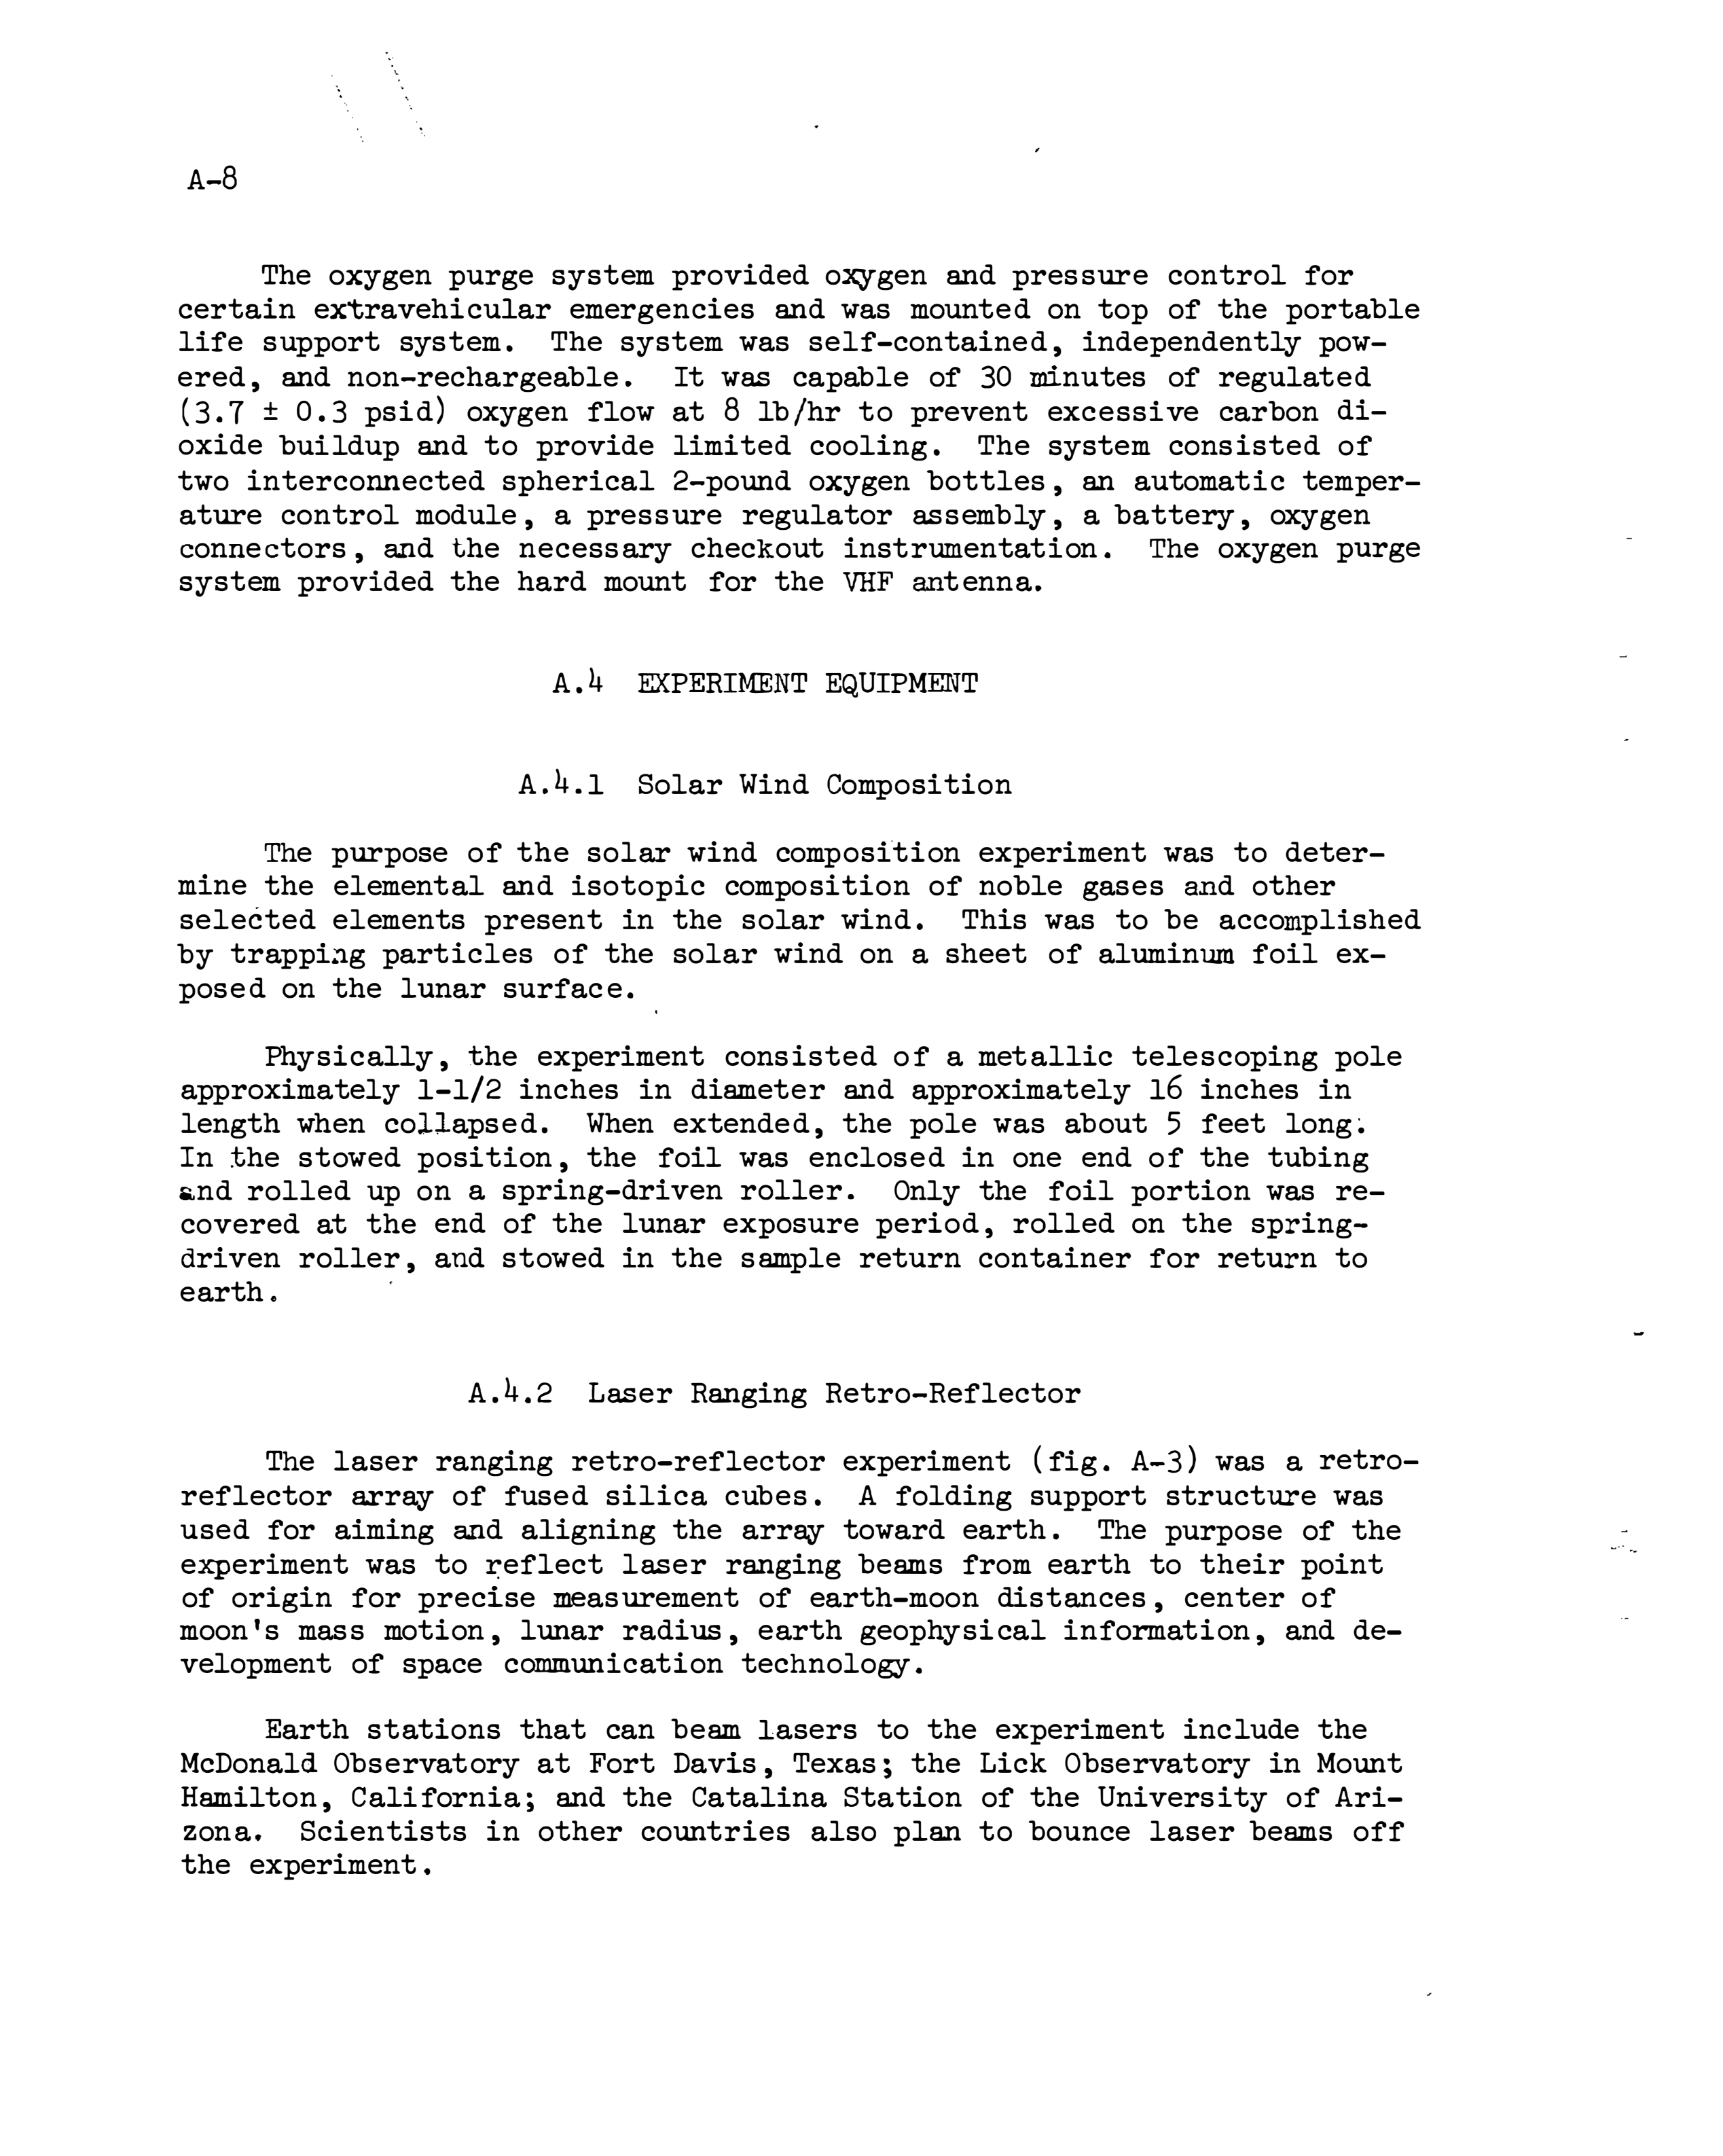 A-8
The oxygen purge system provided oxygen and pressure control for
certain extravehicular emergencies and was mounted on top of the portable
life support system. The system was self-contained, independently pow-
ered, and non-rechargeable. It was capable of 30 minutes of regulated
(3.7 ± 0.3 psid) oxygen flow at 8 lb/hr to prevent excessive carbon di-
oxide buildup and to provide limited cooling. The system consisted of
two interconnected spherical 2-pound oxygen bottles, an automatic temper-
ature control module, a pressure regulator assembly, a battery, oxygen
connectors, and the necessary checkout instrumentation. The oxygen purge
system provided the hard mount for the VHF antenna.
A.4 EXPERIMENT EQUIPMENT
A.4.1 Solar Wind Composition
The purpose of the solar wind composition experiment was to deter-
mine the elemental and isotopic composition of noble gases and other
selected elements present in the solar wind. This was to be accomplished
by trapping particles of the solar wind on a sheet of aluminum foil ex-
posed on the lunar surface.
Physically, the experiment consisted of a metallic telescoping pole
approximately 1-1/2 inches in diameter and approximately 16 inches in
length when collapsed. When extended, the pole was about 5 feet long.
In the stowed position, the foil was enclosed in one end of the tubing
and rolled up on a spring-driven roller. Only the foil portion was re-
covered at the end of the lunar exposure period, rolled on the spring-
driven roller, and stowed in the sample return container for return to
earth.
A.4.2 Laser Ranging Retro-Reflector
The laser ranging retro-reflector experiment (fig. A-3) was a retro-
reflector array of fused silica cubes. A folding support structure was
used for aiming and aligning the array toward earth. The purpose of the
experiment was to reflect laser ranging beams from earth to their point
of origin for precise measurement of earth-moon distances, center of
moon's mass motion, lunar radius, earth geophysical information, and de-
velopment of space communication technology.
Earth stations that can beam lasers to the experiment include the
McDonald Observatory at Fort Davis, Texas; the Lick Observatory in Mount
Hamilton, California; and the Catalina Station of the University of Ari-
zona. Scientists in other countries also plan to bounce laser beams off
the experiment.